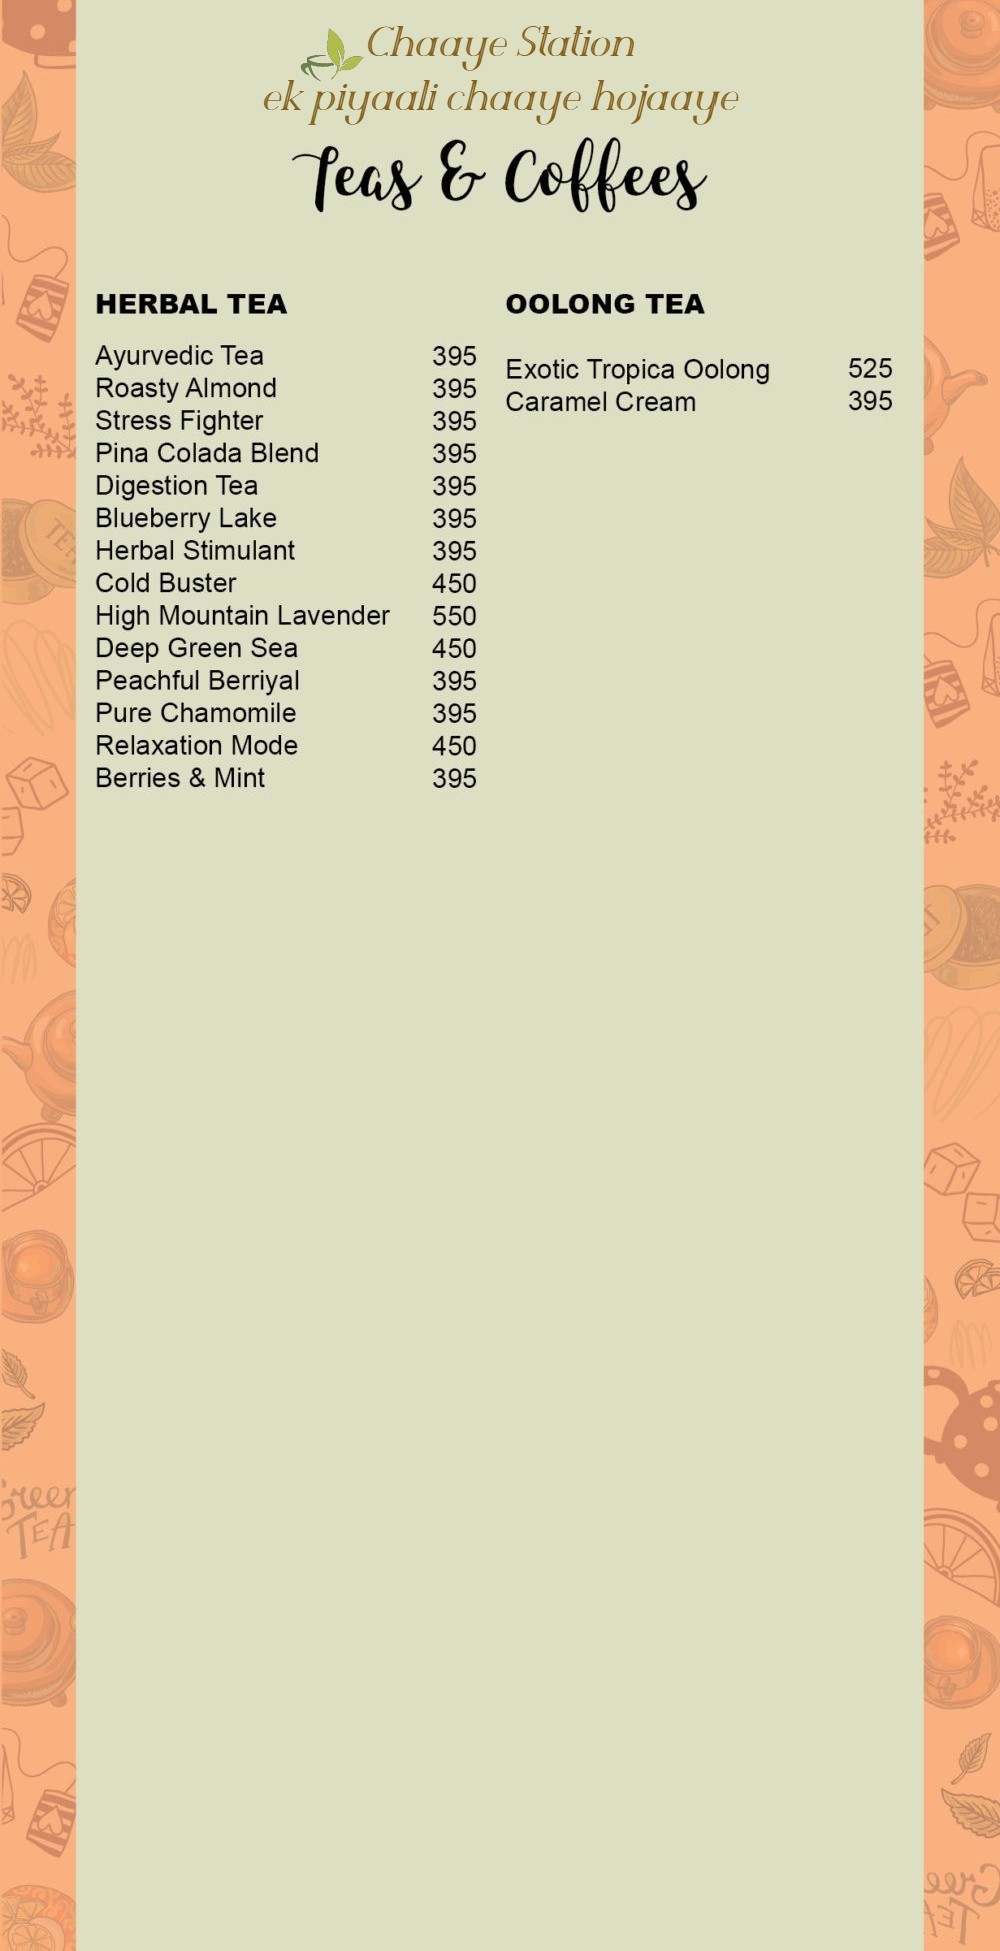 Chaaye Station
ek piyaali chaaye hojaaye
Teas & Coffees
HERBAL TEA
Ayurvedic Tea 395
Roasty Almond 395
Stress Fighter 395
Pina Colada Blend 395
Digestion Tea 395
Blueberry Lake 395
Herbal Stimulant 395
Cold Buster 450
High Mountain Lavender 550
Deep Green Sea 450
Peachful Berriyal 395
Pure Chamomile 395
Relaxation Mode 450
Berries & Mint 395
OOLONG TEA
Exotic Tropica Oolong 525
Caramel Cream 395
Green
TEA